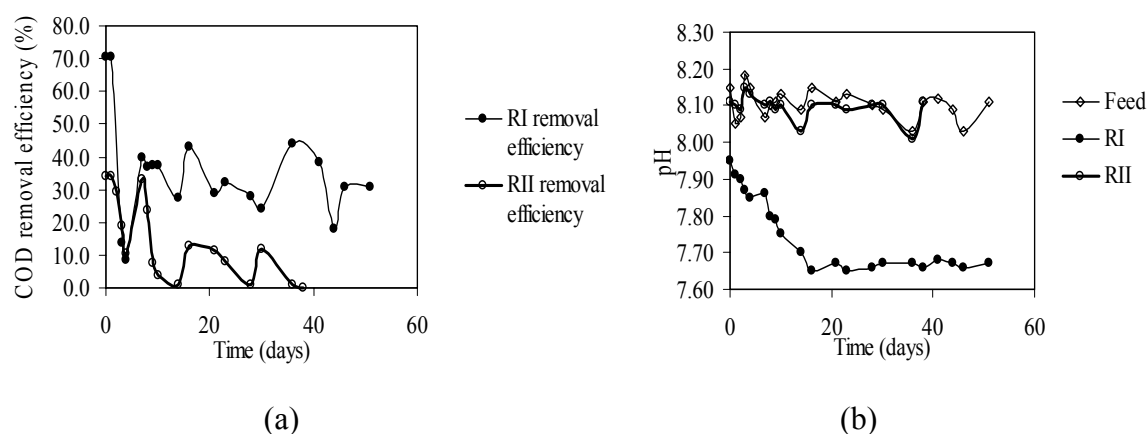 COD removal efficiency (%)
80.0
70.0
60.0
50.0
40.0
30.0
20.0
10.0
0.0
0
20
40
60
Time (days)
RI removal
efficiency
RII removal
efficiency
(a)
pH
8.30
8.20
8.10
8.00
7.90
7.80
7.70
7.60
0
20
40
60
Time (days)
Feed
RI
RII
(b)